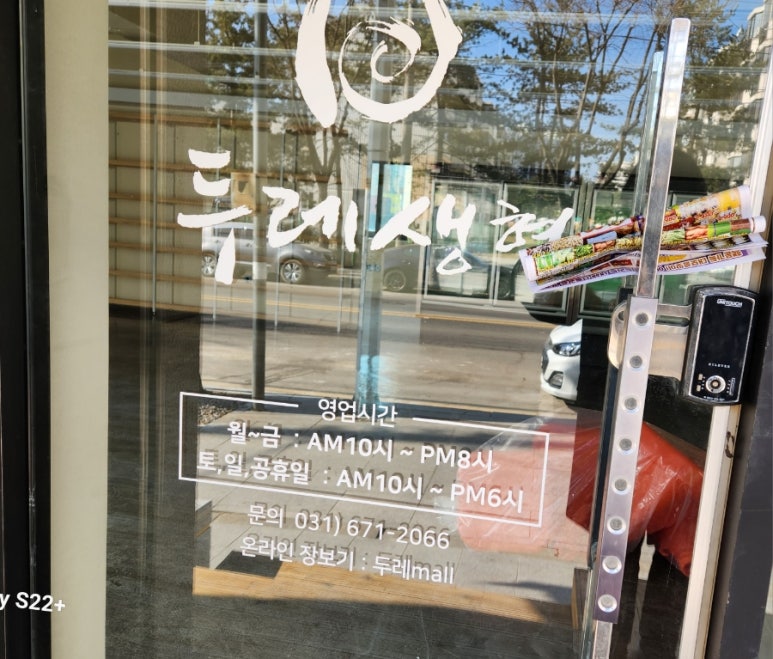 두레생협
영업시간
월~금 : AM10시 ~ PM8시
토,일,공휴일 : AM10시 ~ PM6시
문의 031) 671-2066
온라인 장보기 : 두레mall
y S22+